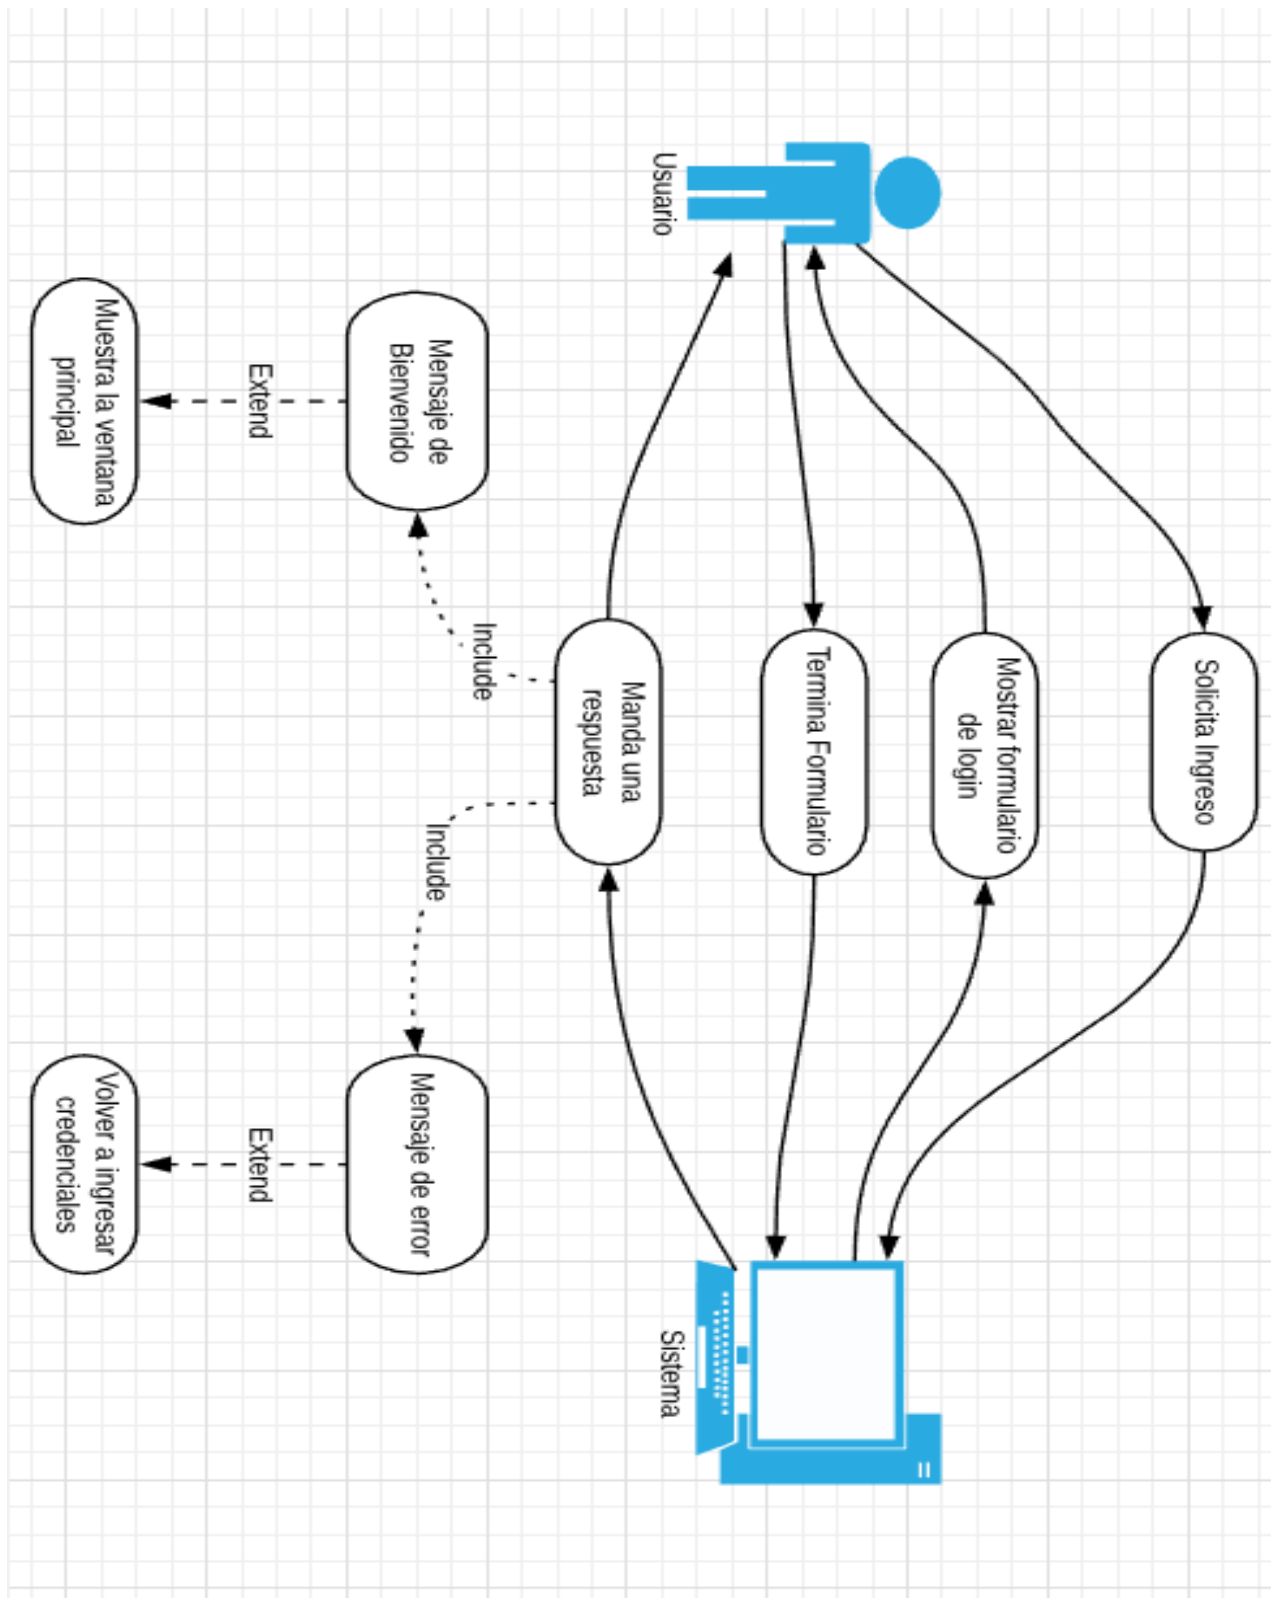 Solicita Ingreso
Mostrar formulario
de login
Usuario
Termina Formulario
Sistema
Manda una
respuesta
Include
Include
Mensaje de
Bienvenido
Mensaje de error
Extend
Extend
Muestra la ventana
principal
Volver a ingresar
credenciales